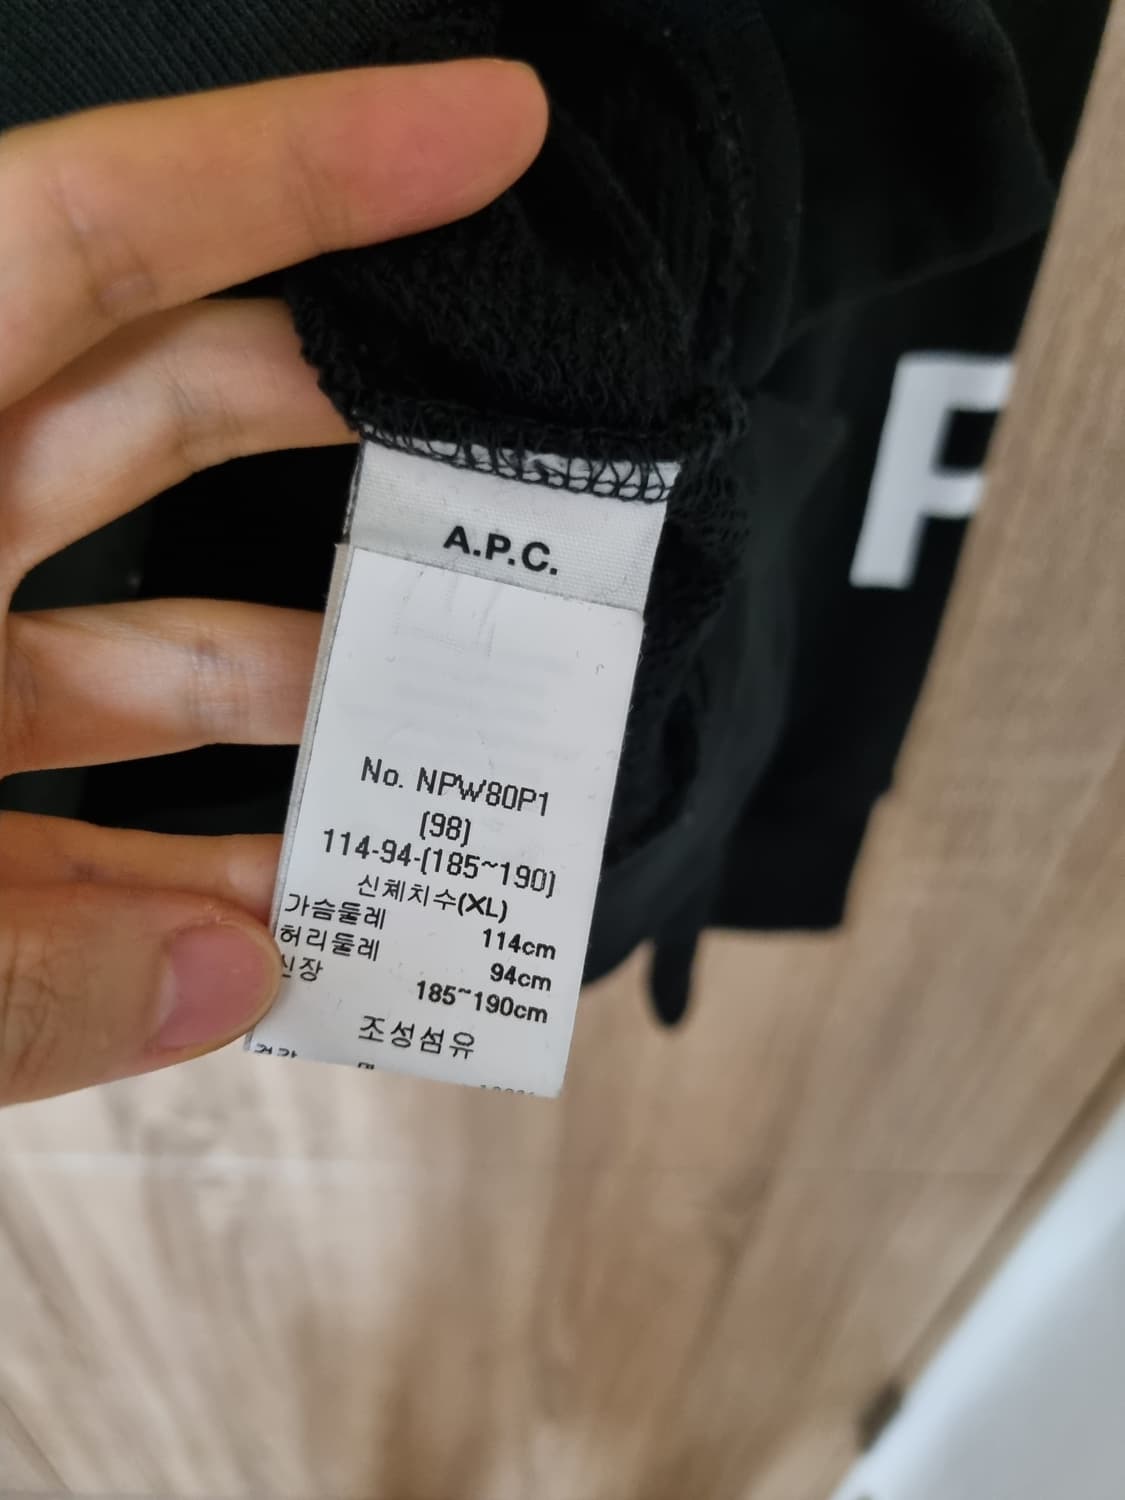 A.P.C.
P
No. NPW80P1
(98)
114-94-(185~190)
신체치수(XL)
가슴둘레 114cm
허리둘레 94cm
신장 185~190cm
조성섬유